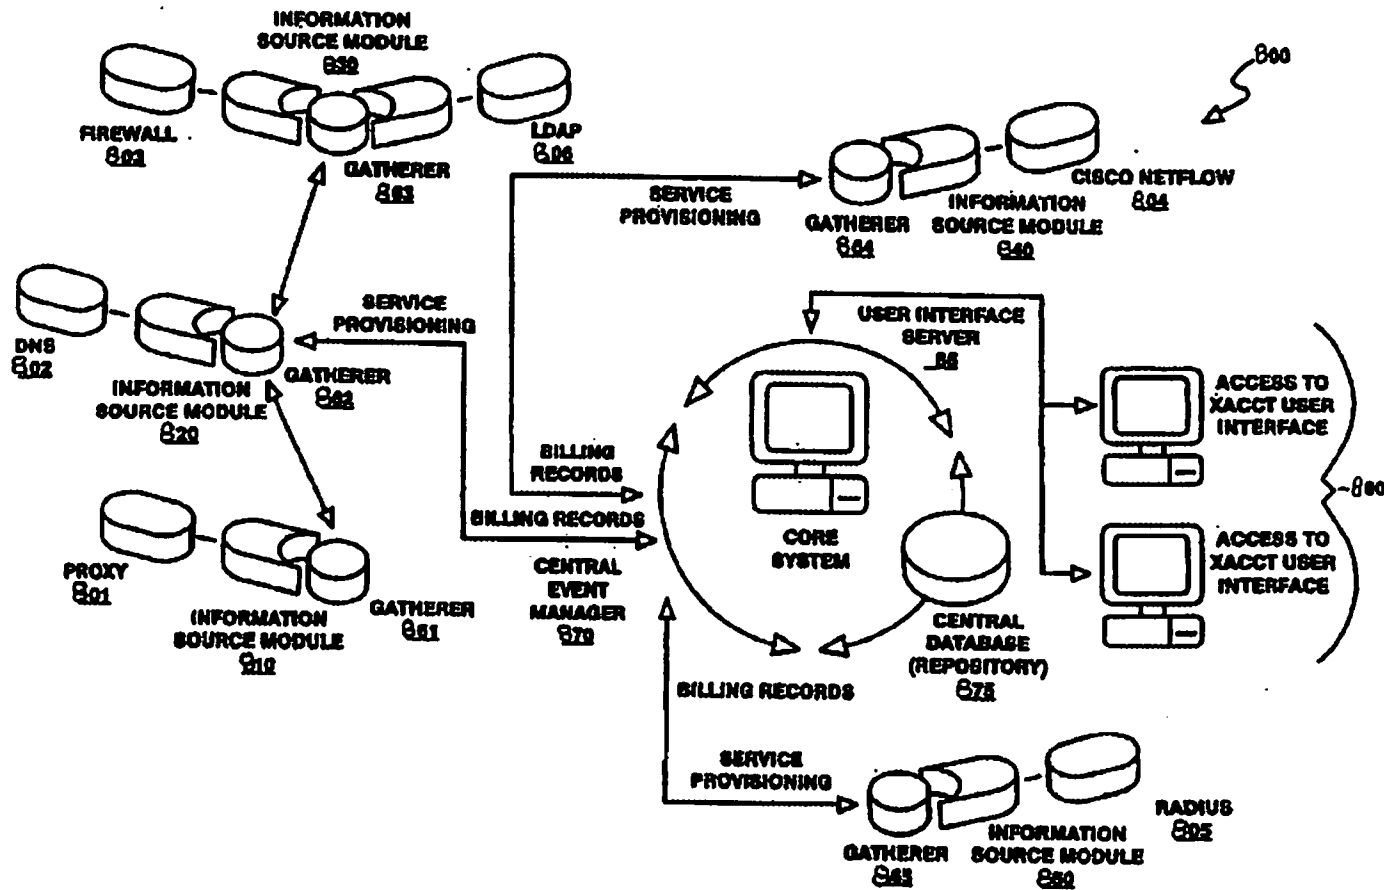 INFORMATION
SOURCE MODULE
830
FIREWALL
803
LDAP
806
GATHERER
863
800
SERVICE
PROVISIONING
CISCO NETFLOW
804
GATHERER
864
INFORMATION
SOURCE MODULE
840
SERVICE
PROVISIONING
DNS
802
GATHERER
862
INFORMATION
SOURCE MODULE
820
USER INTERFACE
SERVER
85
ACCESS TO
XACCT USER
INTERFACE
BILLING
RECORDS
BILLING RECORDS
CORE
SYSTEM
ACCESS TO
XACCT USER
INTERFACE
PROXY
801
GATHERER
861
INFORMATION
SOURCE MODULE
810
CENTRAL
EVENT
MANAGER
870
CENTRAL
DATABASE
(REPOSITORY)
875
BILLING RECORDS
SERVICE
PROVISIONING
RADIUS
805
GATHERER
865
INFORMATION
SOURCE MODULE